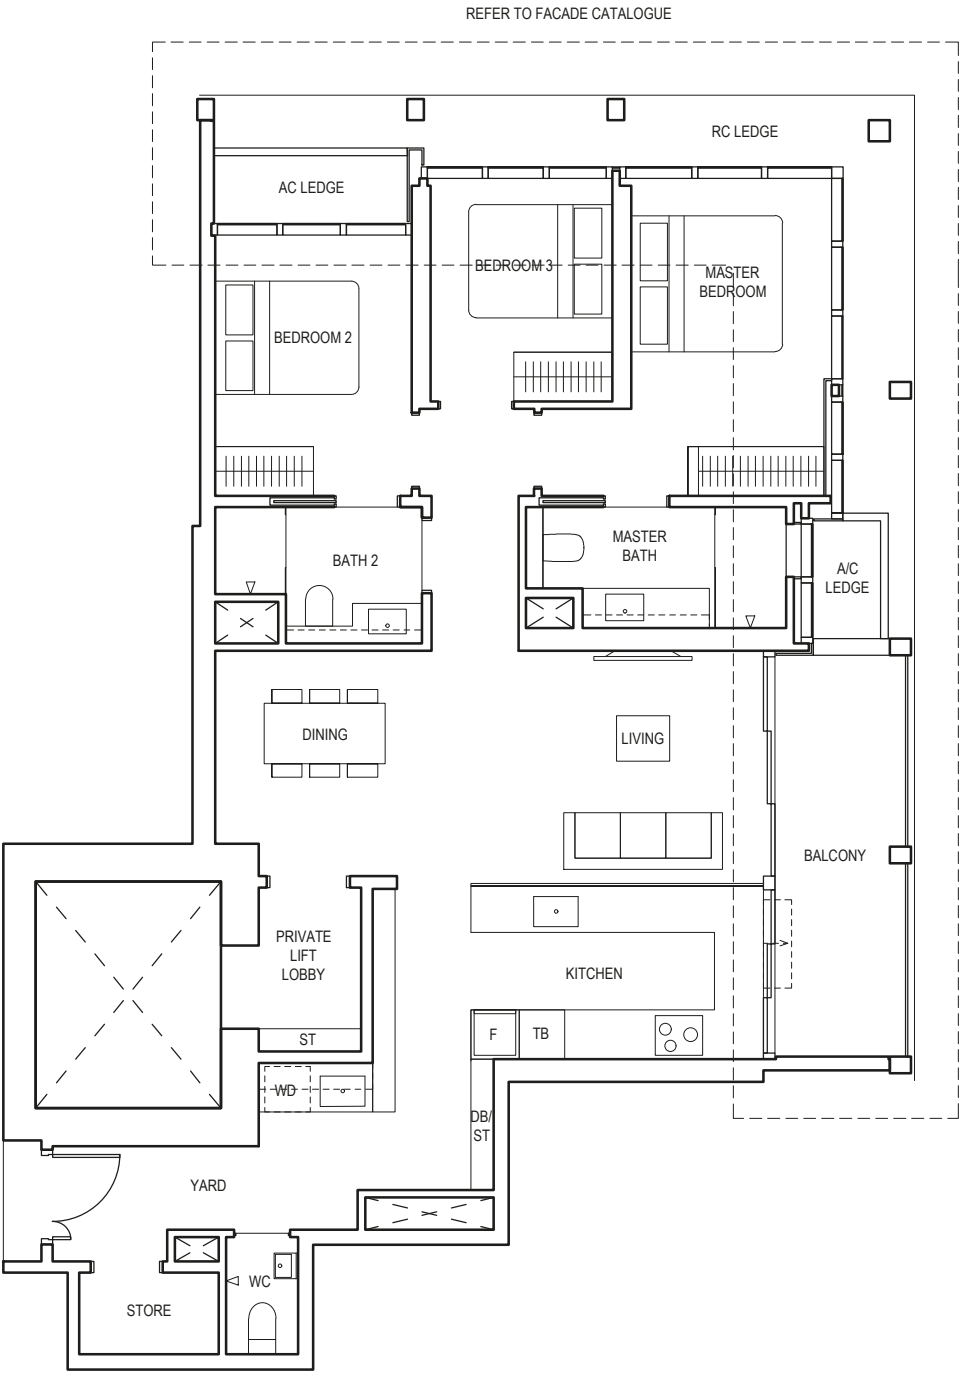 REFER TO FACADE CATALOGUE
RC LEDGE
AC LEDGE
BEDROOM 3
MASTER
BEDROOM
BEDROOM 2
BATH 2
MASTER
BATH
A/C
LEDGE
DINING
LIVING
BALCONY
PRIVATE
LIFT
LOBBY
KITCHEN
ST
F
TB
WD
DB/
ST
YARD
WC
STORE